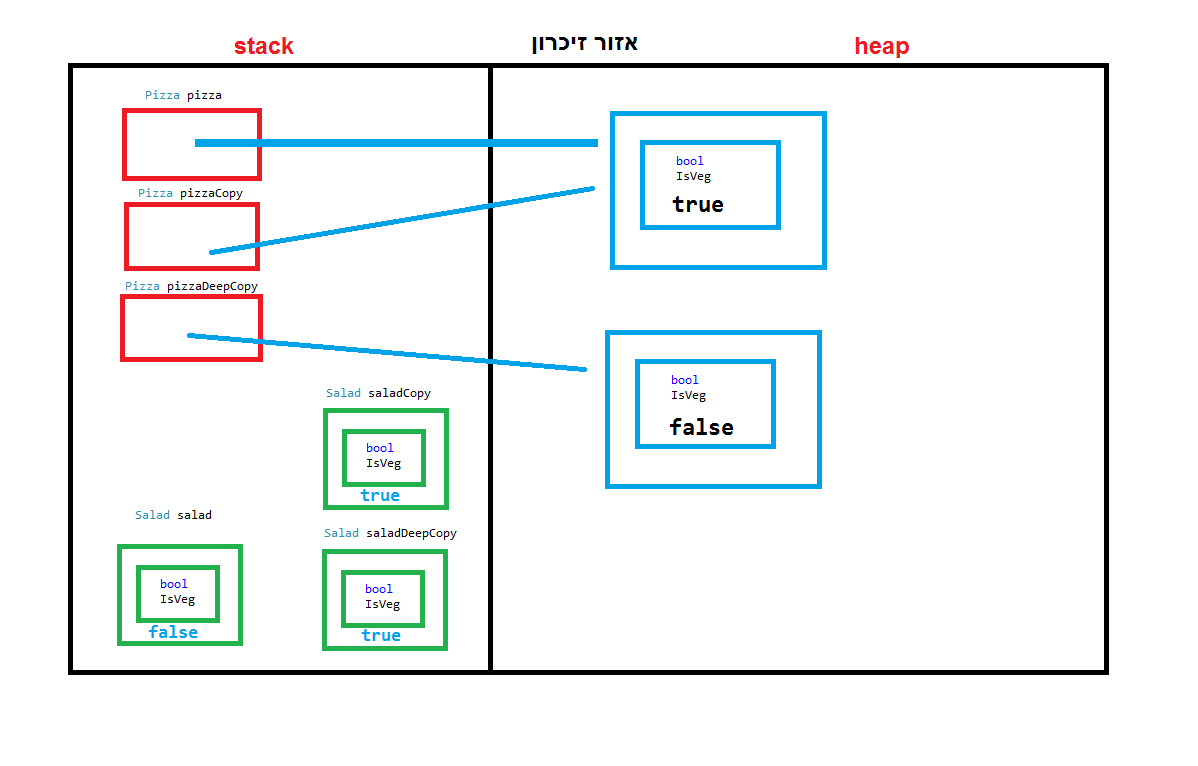 stack
אזור זיכרון
heap
Pizza pizza
Pizza pizzaCopy
Pizza pizzaDeepCopy
bool
IsVeg
true
bool
IsVeg
false
Salad saladCopy
bool
IsVeg
true
Salad salad
bool
IsVeg
false
Salad saladDeepCopy
bool
IsVeg
true